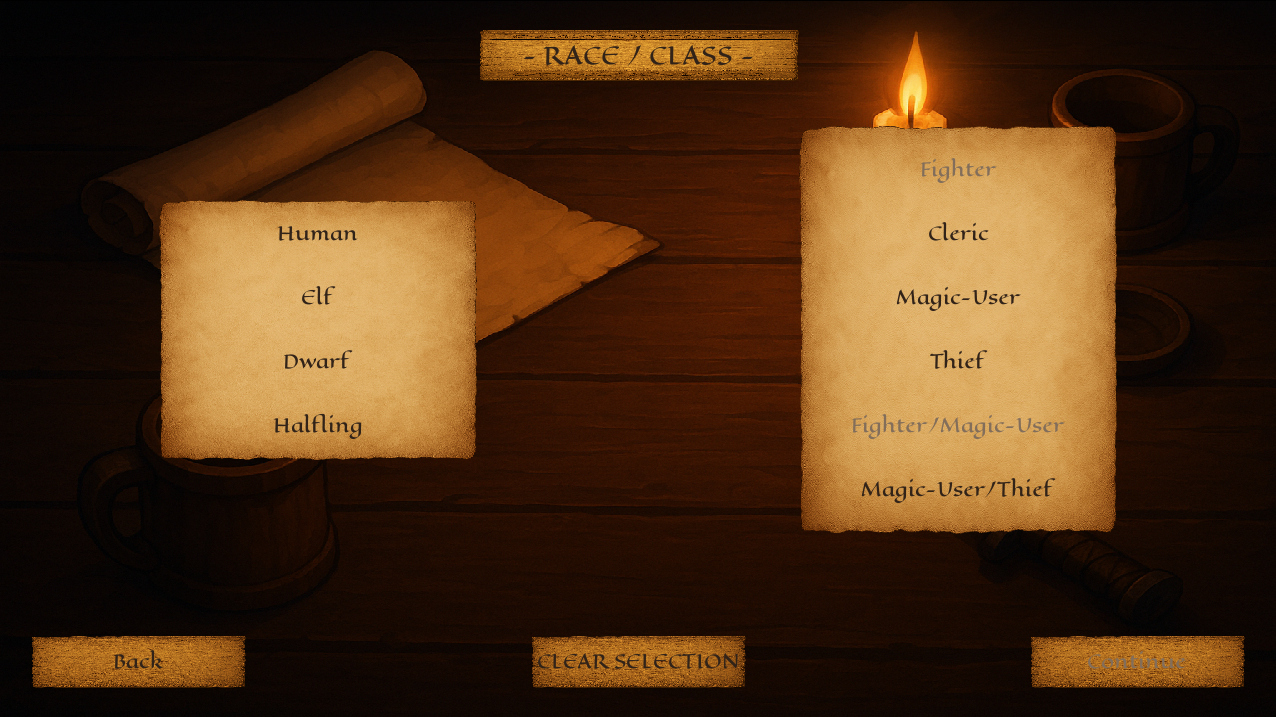 - RACE / CLASS -
Human
Elf
Dwarf
Halfling
Fighter
Cleric
Magic-User
Thief
Fighter/Magic-User
Magic-User/Thief
Back
CLEAR SELECTION
Continue